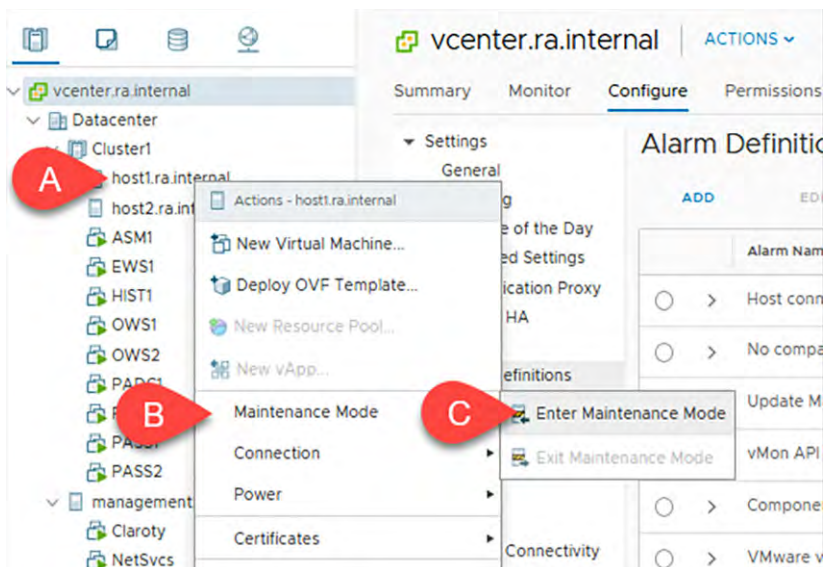 vcenter.ra.internal
Datacenter
Cluster1
A
host1.ra.internal
host2.ra.int
ASM1
EWS1
HIST1
OWS1
OWS2
PADC1
PASS2
management
Claroty
NetSvcs
Actions - host1.ra.internal
New Virtual Machine...
Deploy OVF Template...
New Resource Pool...
New vApp...
B
Maintenance Mode
Connection
Power
Certificates
C
Enter Maintenance Mode
Exit Maintenance Mode
vcenter.ra.internal
ACTIONS
Summary Monitor Configure Permissions
Settings
General
g
e of the Day
ed Settings
ication Proxy
HA
efinitions
Connectivity
Alarm Definitio
ADD EDI
Alarm Nam
Host conn
No compa
Update M
vMon API
Compone
VMware v